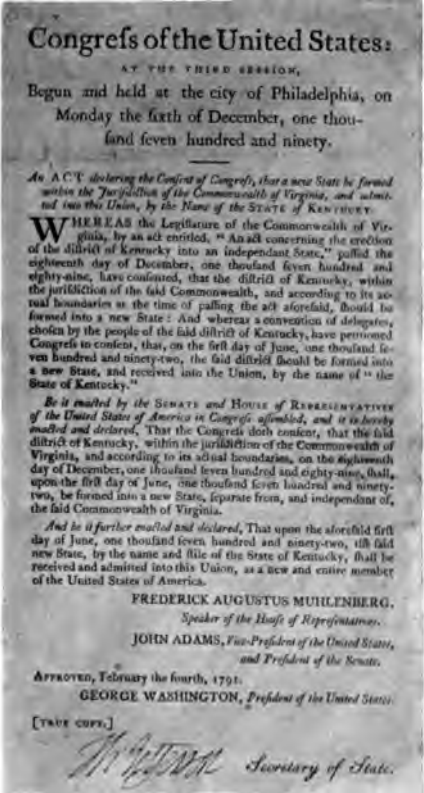 Congreſs of the United States:
AT THE THIRD SESSION,
Begun and held at the city of Philadelphia, on
Monday the ſixth of December, one thou-
ſand ſeven hundred and ninety.
An ACT declaring the Conſent of Congreſs, that a new State be formed
within the Juriſdiction of the Commonwealth of Virginia, and admit-
ted into this Union, by the Name of the STATE of KENTUCKY.
WHEREAS the Legiſlature of the Commonwealth of Vir-
ginia, by an act entitled, "An act concerning the erection
of the diſtrict of Kentucky into an independant State," paſſed the
eighteenth day of December, one thouſand ſeven hundred and
eighty-nine, have conſented, that the diſtrict of Kentucky, within
the juriſdiction of the ſaid Commonwealth, and according to its ac-
tual boundaries at the time of paſſing the act aforeſaid, ſhould be
formed into a new State: And whereas a convention of delegates,
choſen by the people of the ſaid diſtrict of Kentucky, have petitioned
Congreſs to conſent, that, on the firſt day of June, one thouſand ſe-
ven hundred and ninety-two, the ſaid diſtrict ſhould be formed into
a new State, and received into the Union, by the name of "the
State of Kentucky."
Be it enacted by the SENATE and HOUSE of REPRESENTATIVES
of the United States of America in Congreſs aſſembled, and it is hereby
enacted and declared, That the Congreſs doth conſent, that the ſaid
diſtrict of Kentucky, within the juriſdiction of the Commonwealth of
Virginia, and according to its actual boundaries, on the eighteenth
day of December, one thouſand ſeven hundred and eighty-nine, ſhall,
upon the firſt day of June, one thouſand ſeven hundred and ninety-
two, be formed into a new State, ſeparate from, and independent of,
the ſaid Commonwealth of Virginia.
And be it further enacted and declared, That upon the aforeſaid firſt
day of June, one thouſand ſeven hundred and ninety-two, the ſaid
new State, by the name and ſtile of the State of Kentucky, ſhall be
received and admitted into this Union, as a new and entire member
of the United States of America.
FREDERICK AUGUSTUS MUHLENBERG,
Speaker of the Houſe of Repreſentatives.
JOHN ADAMS, Vice-Preſident of the United States,
and Preſident of the Senate.
APPROVED, February the fourth, 1791.
GEORGE WASHINGTON, Preſident of the United States.
[TRUE COPY.]
Th: Jefferson Secretary of State.